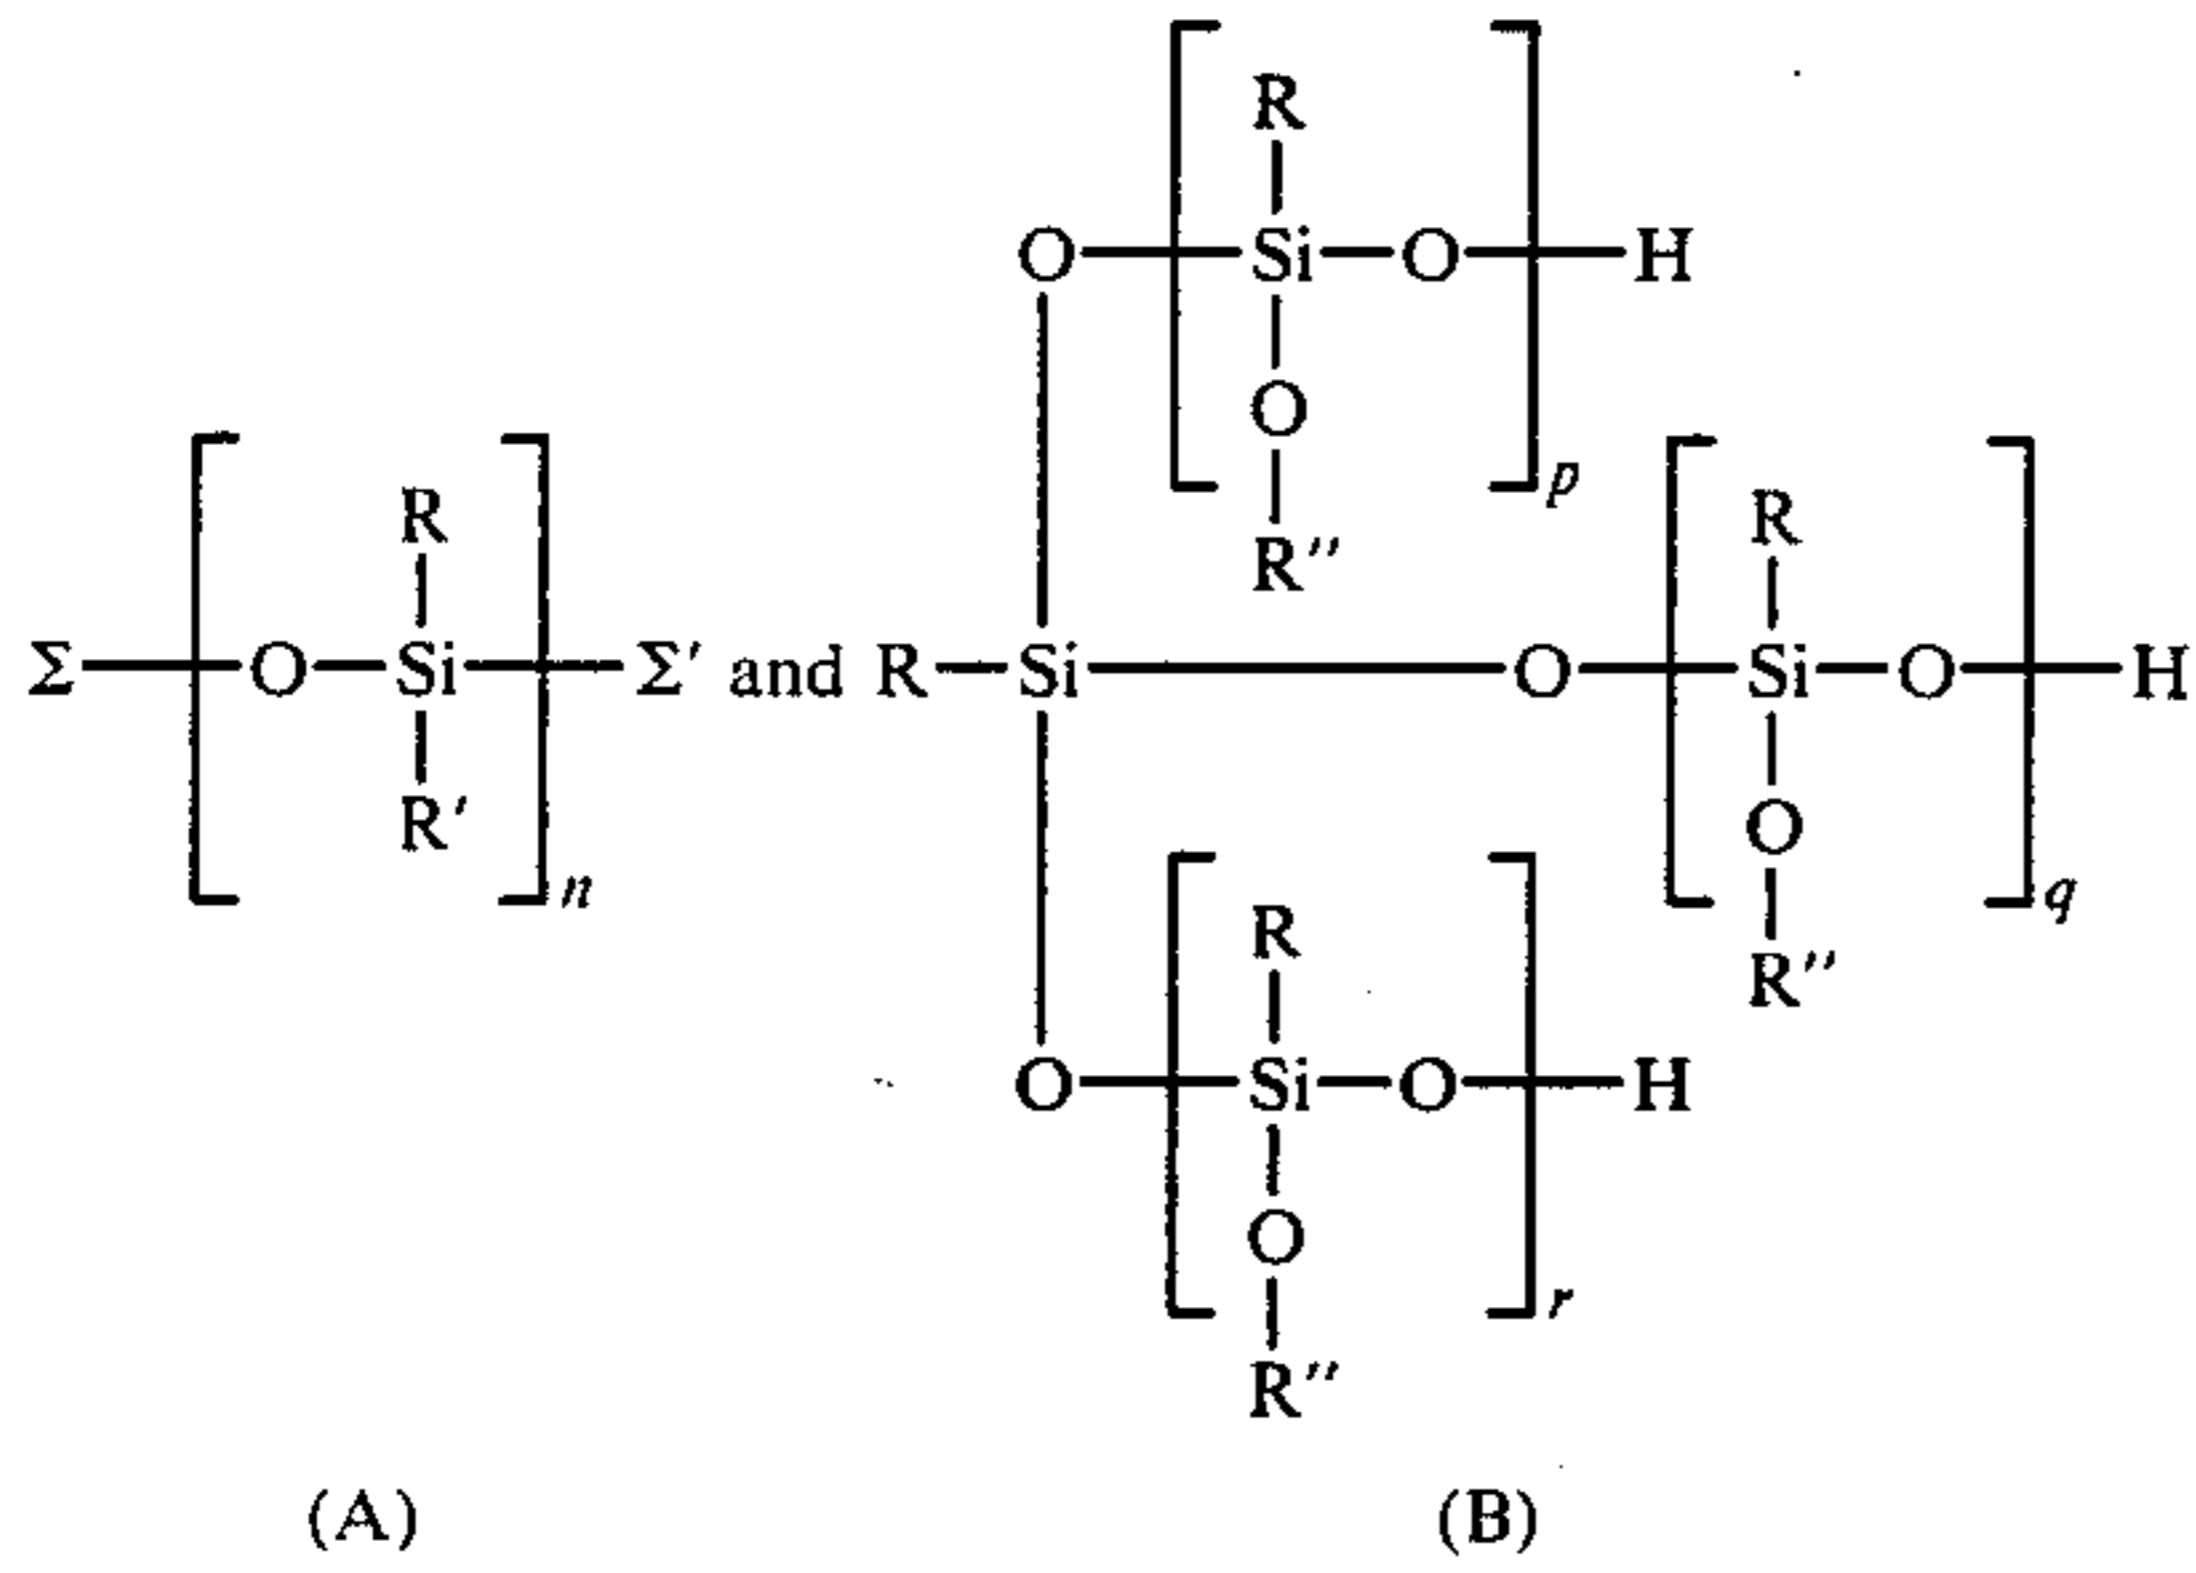 R
O Si O H
O
R″ p
R R
Σ O Si Σ′ and R Si O Si O H
R′ O
n q
R R″
O Si O H
O
r
R″
(A) (B)